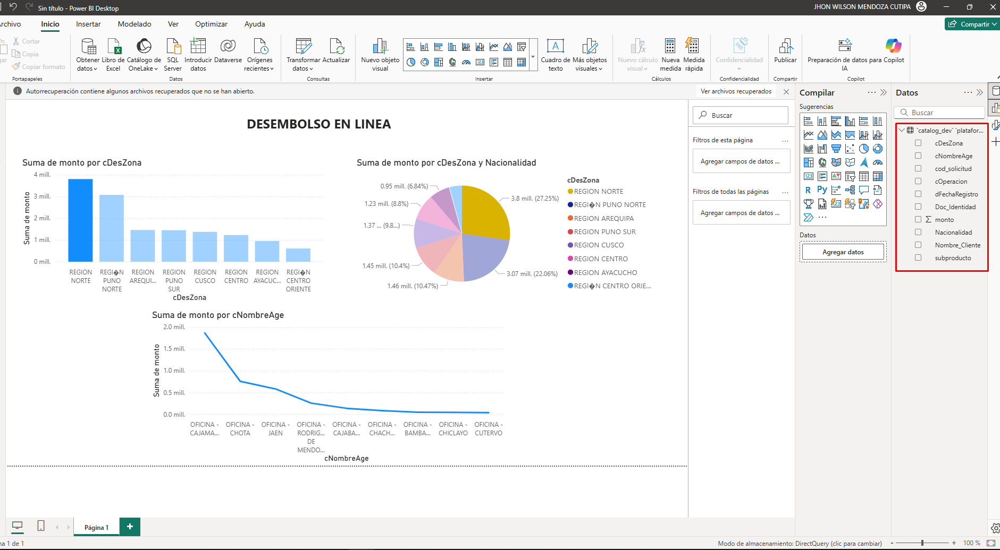 Sin título - Power BI Desktop
JHON WILSON MENDOZA CUTIPA
rchivo
Inicio
Insertar
Modelado
Ver
Optimizar
Ayuda
Compartir
Cortar
Copia
Copiar formato
Portapapeles
Obtener datos
Libro de Excel
Catálogo de OneLake
SQL Server
Introducir datos
Dataverse
Orígenes recientes
Datos
Transformar datos
Actualizar
Consultas
Nuevo objeto visual
Cuadro de texto
Más objetos visuales
Insertar
Nuevo cálculo visual
Nueva medida
Medida rápida
Cálculos
Confidencialidad
Confidencialidad
Publicar
Compartir
Preparación de datos para IA
Copilot
Copilot
Autorrecuperación contiene algunos archivos recuperados que no se han abierto.
Ver archivos recuperados
DESEMBOLSO EN LINEA
Suma de monto por cDesZona
Suma de monto
4 mill.
3 mill.
2 mill.
1 mill.
0 mill.
REGION NORTE
REGI�N PUNO NORTE
REGION AREQUI...
REGION PUNO SUR
REGION CUSCO
REGION CENTRO
REGION AYACUC...
REGI�N CENTRO ORIENTE
cDesZona
Suma de monto por cDesZona y Nacionalidad
0.95 mill. (6.84%)
1.23 mill. (8.8%)
1.37 ... (9.8...)
1.45 mill. (10.4%)
1.46 mill. (10.47%)
3.8 mill. (27.25%)
3.07 mill. (22.06%)
cDesZona
REGION NORTE
REGI�N PUNO NORTE
REGION AREQUIPA
REGION PUNO SUR
REGION CUSCO
REGION CENTRO
REGION AYACUCHO
REGI�N CENTRO ORIE...
Suma de monto por cNombreAge
Suma de monto
2.0 mill.
1.5 mill.
1.0 mill.
0.5 mill.
0.0 mill.
OFICINA - CAJAMA...
OFICINA - CHOTA
OFICINA - JAEN
OFICINA - RODRIG... DE MENDO...
OFICINA - CAJABA...
OFICINA - CHACH...
OFICINA - BAMBA...
OFICINA - CHICLAYO
OFICINA - CUTERVO
cNombreAge
Buscar
Filtros de esta página
...
Agregar campos de datos ...
Filtros de todas las páginas
...
Agregar campos de datos ...
Compilar
Sugerencias
R
Py
123
Datos
Agregar datos
Datos
Buscar
`catalog_dev` `platafor...
cDesZona
cNombreAge
cod_solicitud
cOperacion
dFechaRegistro
Doc_Identidad
∑ monto
Nacionalidad
Nombre_Cliente
subproducto
Página 1
+
na 1 de 1
Modo de almacenamiento: DirectQuery (clic para cambiar)
- + 100 %